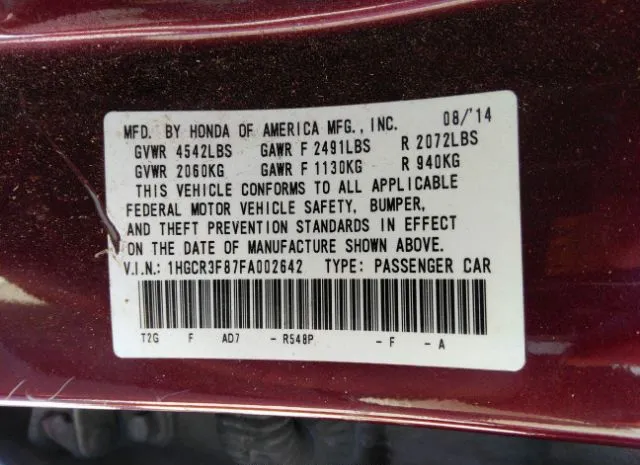 MFD. BY HONDA OF AMERICA MFG., INC. 08/'14
GVWR 4542LBS GAWR F 2491LBS R 2072LBS
GVWR 2060KG GAWR F 1130KG R 940KG
THIS VEHICLE CONFORMS TO ALL APPLICABLE
FEDERAL MOTOR VEHICLE SAFETY, BUMPER,
AND THEFT PREVENTION STANDARDS IN EFFECT
ON THE DATE OF MANUFACTURE SHOWN ABOVE.
V.I.N.: 1HGCR3F87FA002642 TYPE: PASSENGER CAR
T2G F AD7 - R548P - F - A